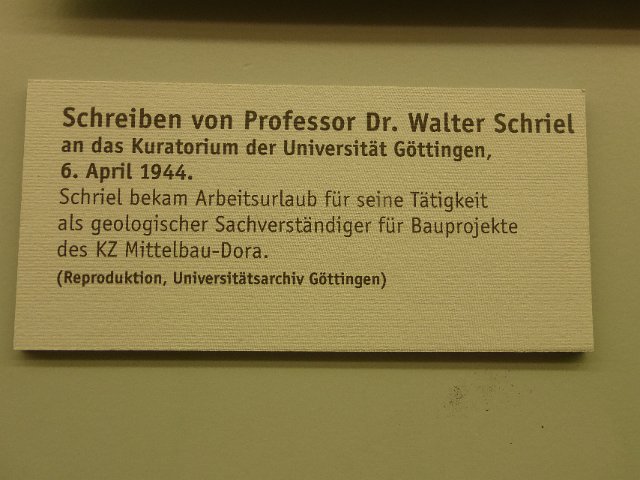 Schreiben von Professor Dr. Walter Schriel
an das Kuratorium der Universität Göttingen,
6. April 1944.
Schriel bekam Arbeitsurlaub für seine Tätigkeit
als geologischer Sachverständiger für Bauprojekte
des KZ Mittelbau-Dora.
(Reproduktion, Universitätsarchiv Göttingen)